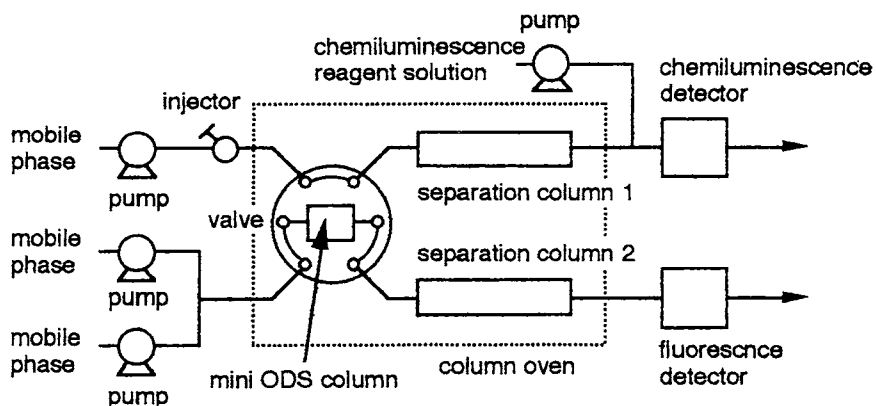 pump
chemiluminescence
reagent solution
chemiluminescence
detector
injector
mobile
phase
pump
separation column 1
valve
mobile
phase
separation column 2
pump
mobile
phase
fluorescnce
detector
mini ODS column
column oven
pump